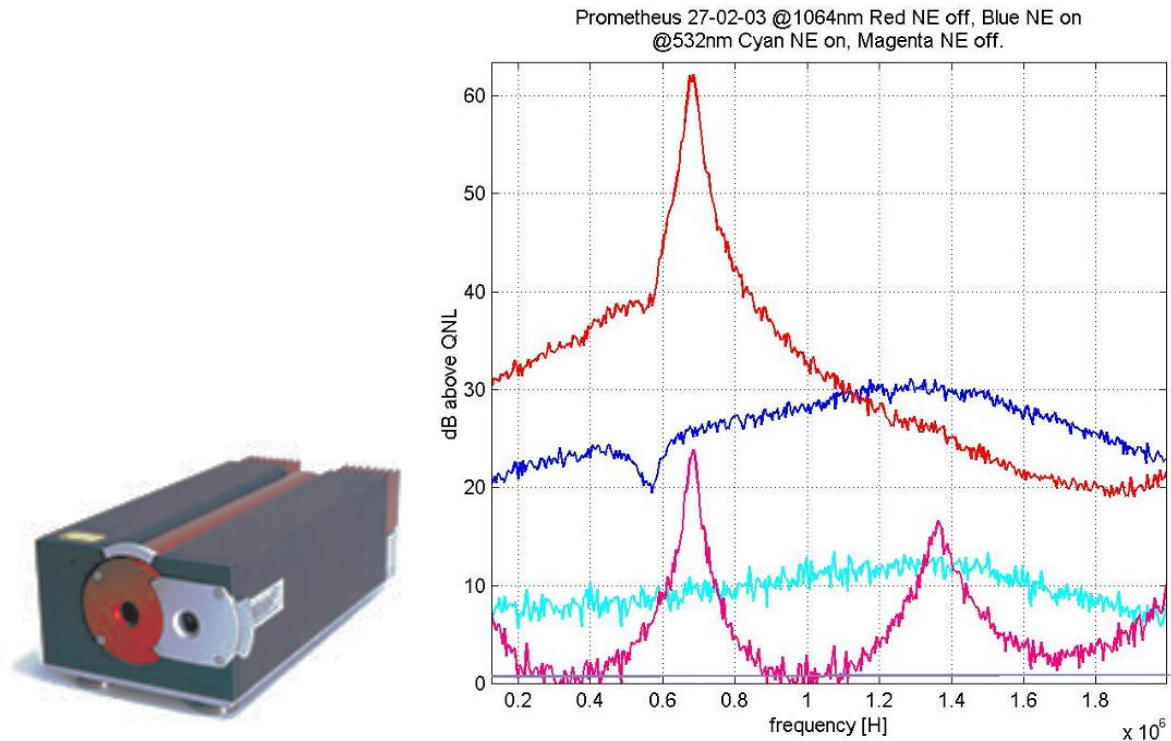 Prometheus 27-02-03 @1064nm Red NE off, Blue NE on
@532nm Cyan NE on, Magenta NE off.
dB above QNL
60
50
40
30
20
10
0
0.2 0.4 0.6 0.8 1 1.2 1.4 1.6 1.8
frequency [H]
x 10⁶